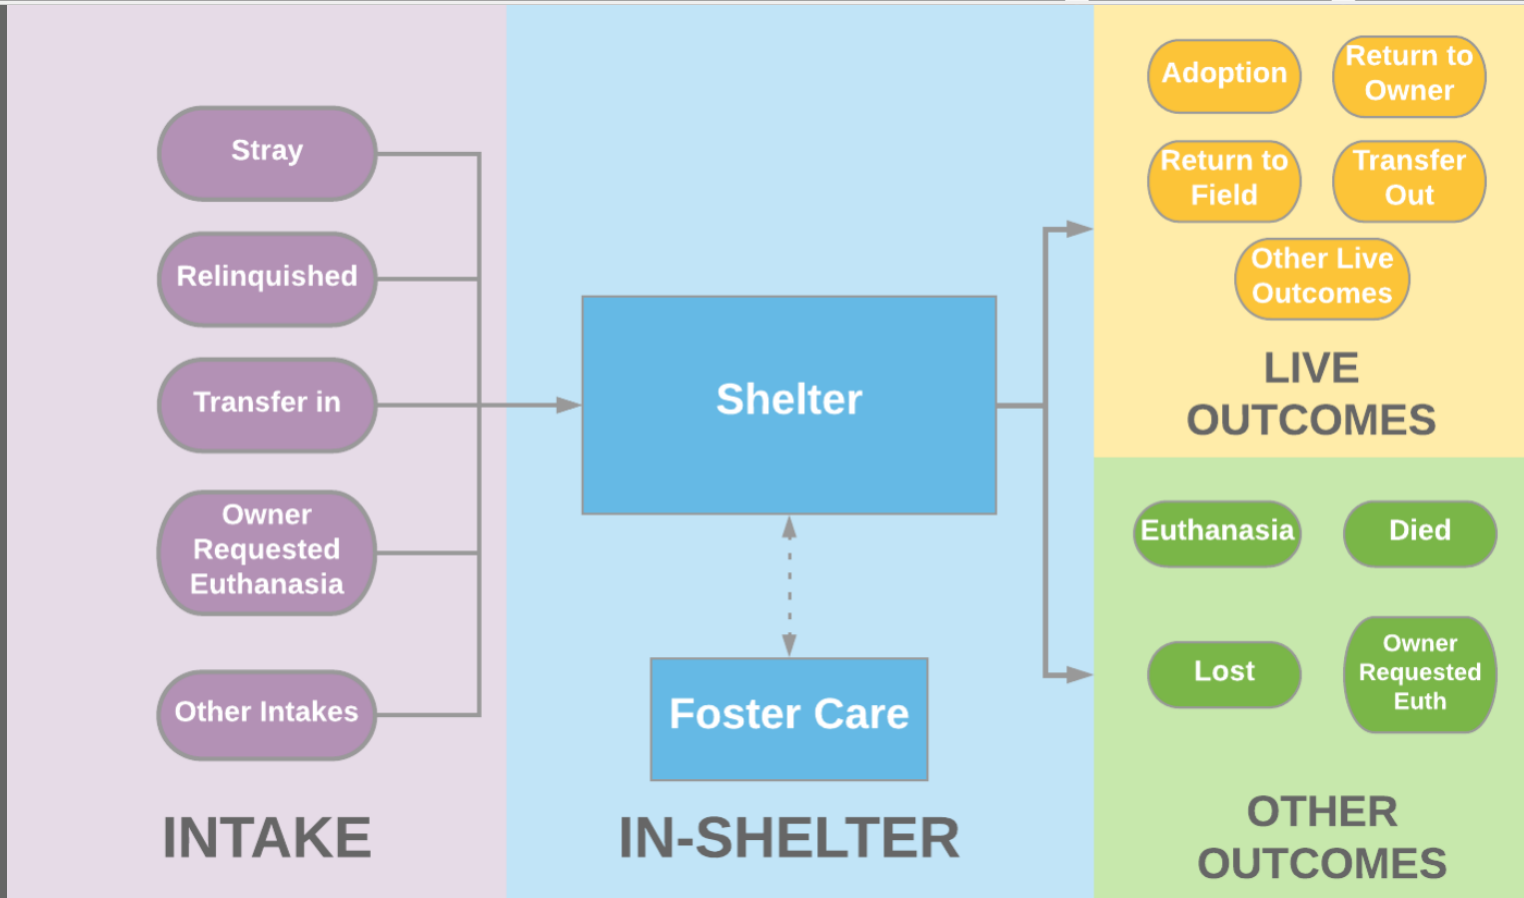 Stray
Relinquished
Transfer in
Owner
Requested
Euthanasia
Other Intakes
INTAKE
Shelter
Foster Care
IN-SHELTER
Adoption
Return to
Owner
Return to
Field
Transfer
Out
Other Live
Outcomes
LIVE
OUTCOMES
Euthanasia
Died
Lost
Owner
Requested
Euth
OTHER
OUTCOMES